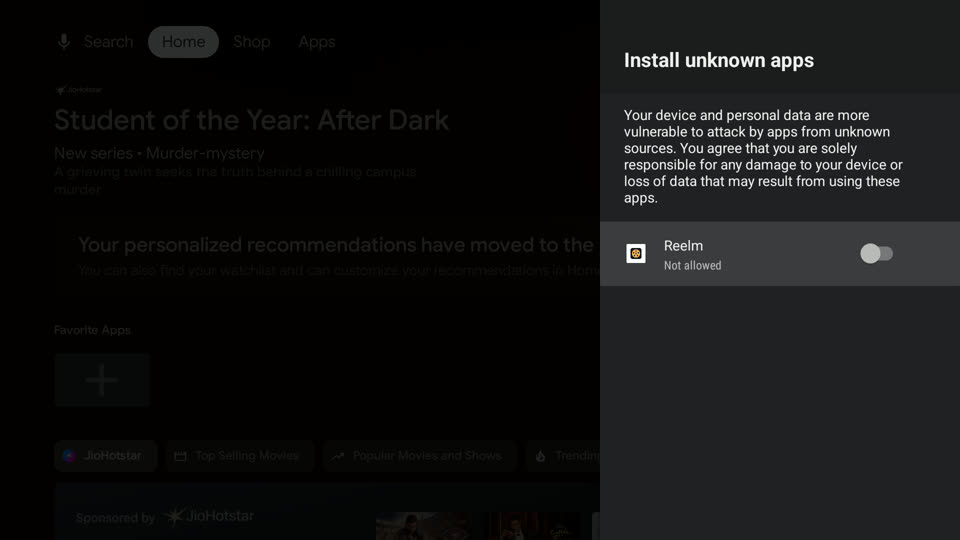 Search
Home
Shop
Apps
JioHotstar
Student of the Year: After Dark
New series • Murder-mystery
A grieving twin seeks the truth behind a chilling campus
murder
Your personalized recommendations have moved to the
You can also find your watchlist and can customize your recommendations in Hom
Favorite Apps
JioHotstar
Top Selling Movies
Popular Movies and Shows
Trending
Sponsored by JioHotstar
Install unknown apps
Your device and personal data are more
vulnerable to attack by apps from unknown
sources. You agree that you are solely
responsible for any damage to your device or
loss of data that may result from using these
apps.
Reelm
Not allowed